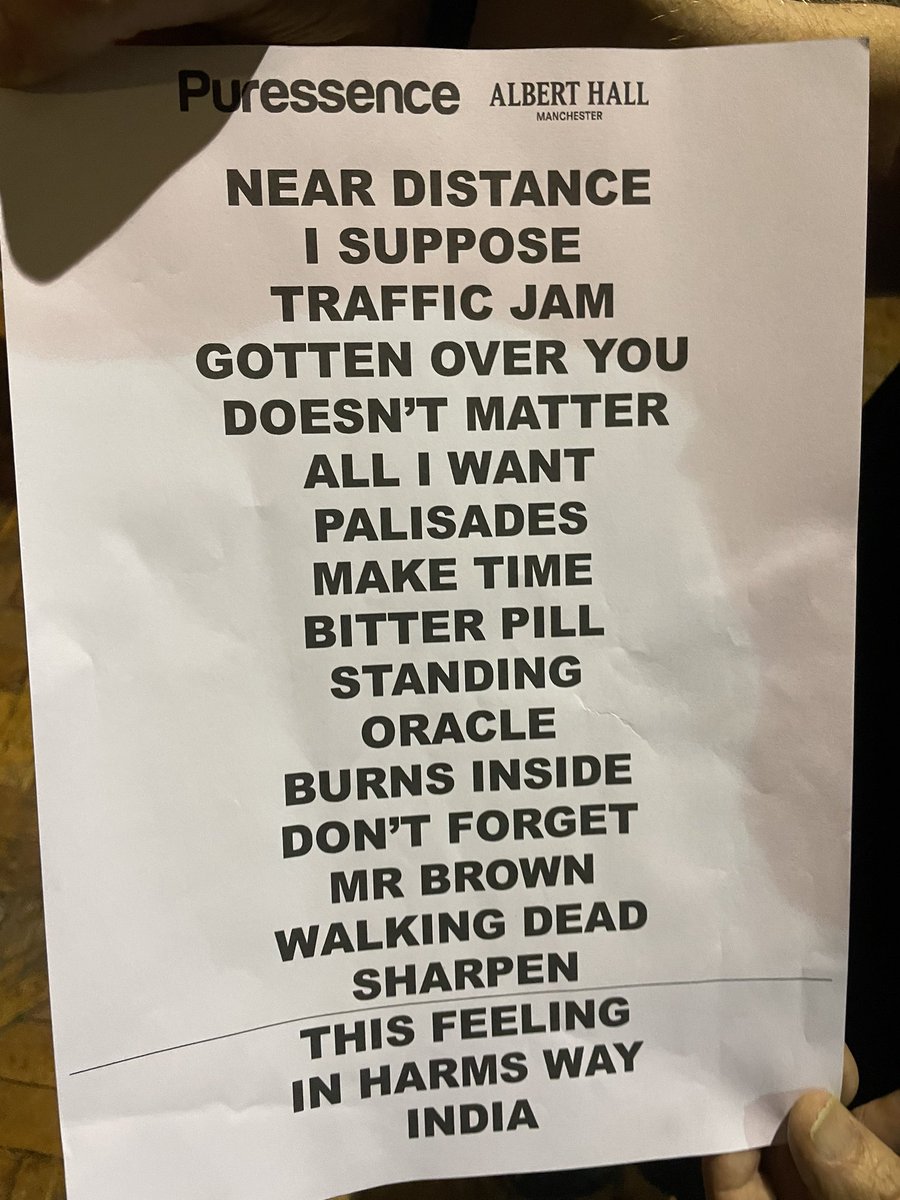 Puressence ALBERT HALL
MANCHESTER
NEAR DISTANCE
I SUPPOSE
TRAFFIC JAM
GOTTEN OVER YOU
DOESN'T MATTER
ALL I WANT
PALISADES
MAKE TIME
BITTER PILL
STANDING
ORACLE
BURNS INSIDE
DON'T FORGET
MR BROWN
WALKING DEAD
SHARPEN
THIS FEELING
IN HARMS WAY
INDIA